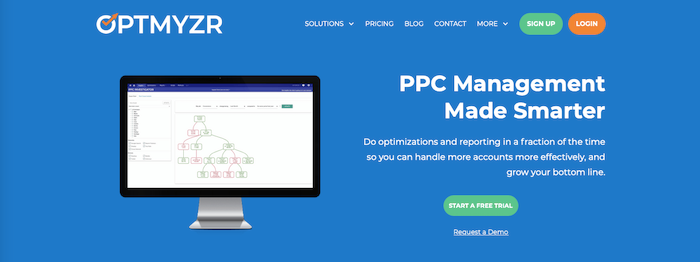 OPTMYZR
SOLUTIONS PRICING BLOG CONTACT MORE SIGN UP LOGIN
PPC Management
Made Smarter
Do optimizations and reporting in a fraction of the time
so you can handle more accounts more effectively, and
grow your bottom line.
START A FREE TRIAL
Request a Demo